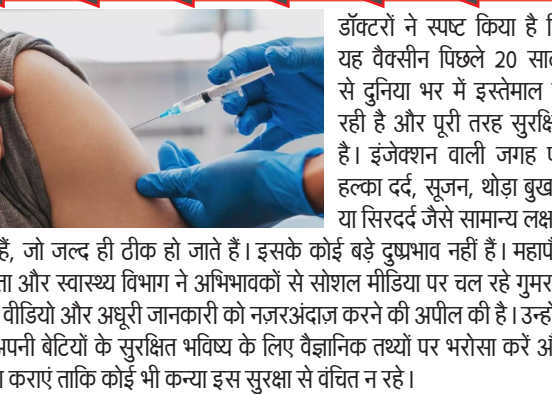 डॉक्टरों ने स्पष्ट किया है
यह वैक्सीन पिछले 20
से दुनिया भर में इस्तेमाल
रही है और पूरी तरह
है। इंजेक्शन वाली जगह
हल्का दर्द, सूजन, थोड़ा
या सिरदर्द जैसे सामान्य
हैं, जो जल्द ही ठीक हो जाते हैं। इसके कोई बड़े दुष्प्रभाव नहीं हैं।
और स्वास्थ्य विभाग ने अभिभावकों से सोशल मीडिया पर चल रहे
वीडियो और अधूरी जानकारी को नज़रअंदाज़ करने की अपील की है।
अपनी बेटियों के सुरक्षित भविष्य के लिए वैज्ञानिक तथ्यों पर भरोसा करें
कराएं ताकि कोई भी कन्या इस सुरक्षा से वंचित न रहे।